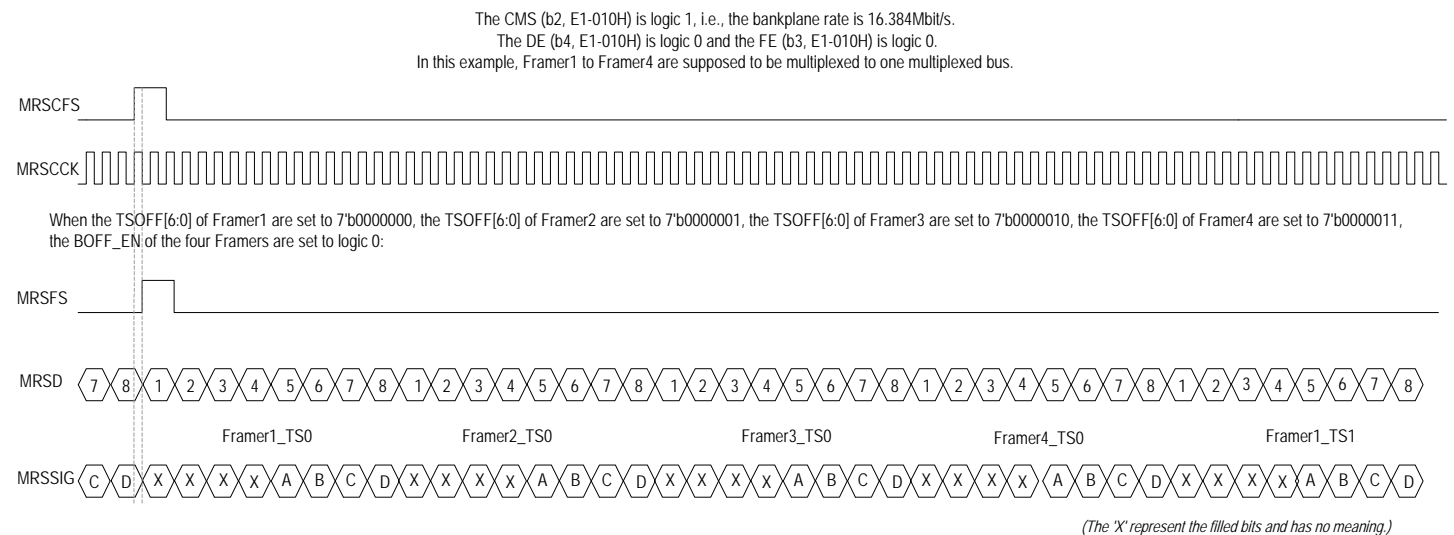 The CMS (b2, E1-010H) is logic 1, i.e., the bankplane rate is 16.384Mbit/s.
The DE (b4, E1-010H) is logic 0 and the FE (b3, E1-010H) is logic 0.
In this example, Framer1 to Framer4 are supposed to be multiplexed to one multiplexed bus.
MRSCFS
MRSCCK
When the TSOFF[6:0] of Framer1 are set to 7'b0000000, the TSOFF[6:0] of Framer2 are set to 7'b0000001, the TSOFF[6:0] of Framer3 are set to 7'b0000010, the TSOFF[6:0] of Framer4 are set to 7'b0000011,
the BOFF_EN of the four Framers are set to logic 0:
MRSFS
MRSD 7 8 1 2 3 4 5 6 7 8 1 2 3 4 5 6 7 8 1 2 3 4 5 6 7 8 1 2 3 4 5 6 7 8 1 2 3 4 5 6 7 8
Framer1_TS0 Framer2_TS0 Framer3_TS0 Framer4_TS0 Framer1_TS1
MRSSIG C D X X X X A B C D X X X X A B C D X X X X A B C D X X X X A B C D X X X X A B C D
(The 'X' represent the filled bits and has no meaning.)